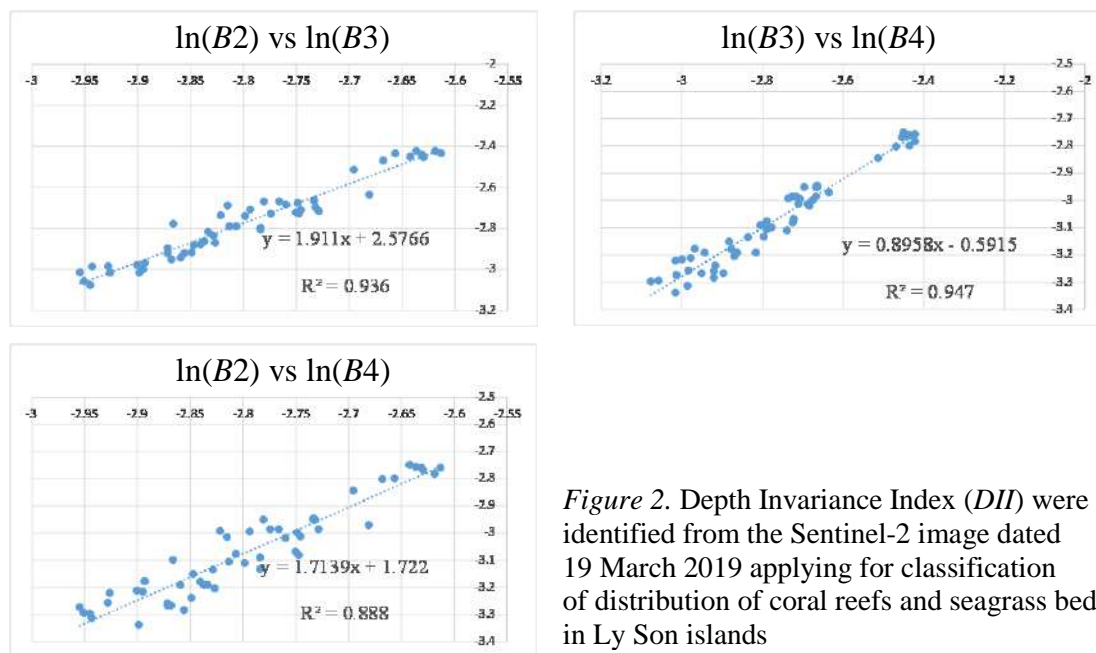 ln(B2) vs ln(B3)
-3 -2.95 -2.9 -2.85 -2.8 -2.75 -2.7 -2.65 -2.6 -2.55
-2
-2.2
-2.4
-2.6
-2.8
-3
-3.2
y = 1.911x + 2.5766
R² = 0.936
ln(B3) vs ln(B4)
-3.2 -3 -2.8 -2.6 -2.4 -2.2 -2
-2.5
-2.6
-2.7
-2.8
-2.9
-3
-3.1
-3.2
-3.3
-3.4
y = 0.8958x - 0.5915
R² = 0.947
ln(B2) vs ln(B4)
-3 -2.95 -2.9 -2.85 -2.8 -2.75 -2.7 -2.65 -2.6 -2.55
-2.5
-2.6
-2.7
-2.8
-2.9
-3
-3.1
-3.2
-3.3
-3.4
y = 1.7139x + 1.722
R² = 0.888
Figure 2. Depth Invariance Index (DII) were
identified from the Sentinel-2 image dated
19 March 2019 applying for classification
of distribution of coral reefs and seagrass bed
in Ly Son islands